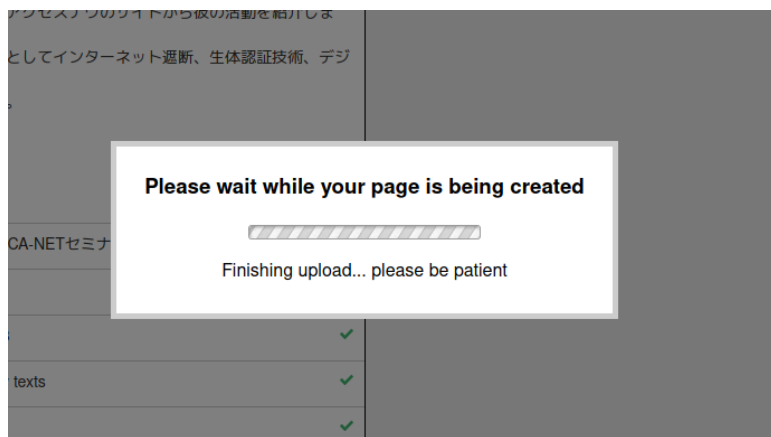 アクセスナウのサイトから彼の活動を紹介しま
としてインターネット遮断、生体認証技術、デジ
。
Please wait while your page is being created
CA-NETセミナ
Finishing upload... please be patient
texts